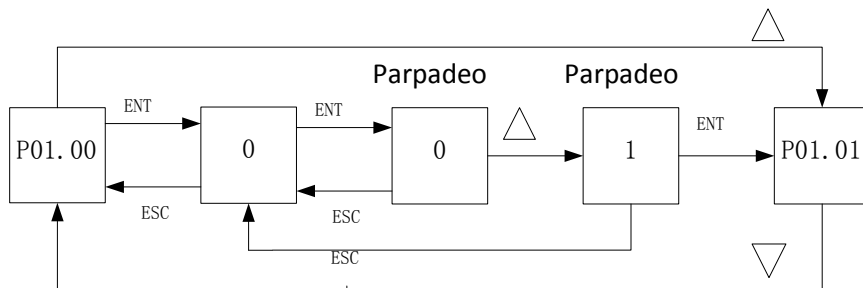 Parpadeo Parpadeo
ENT ENT ENT
P01.00 0 0 1 P01.01
ESC ESC
ESC